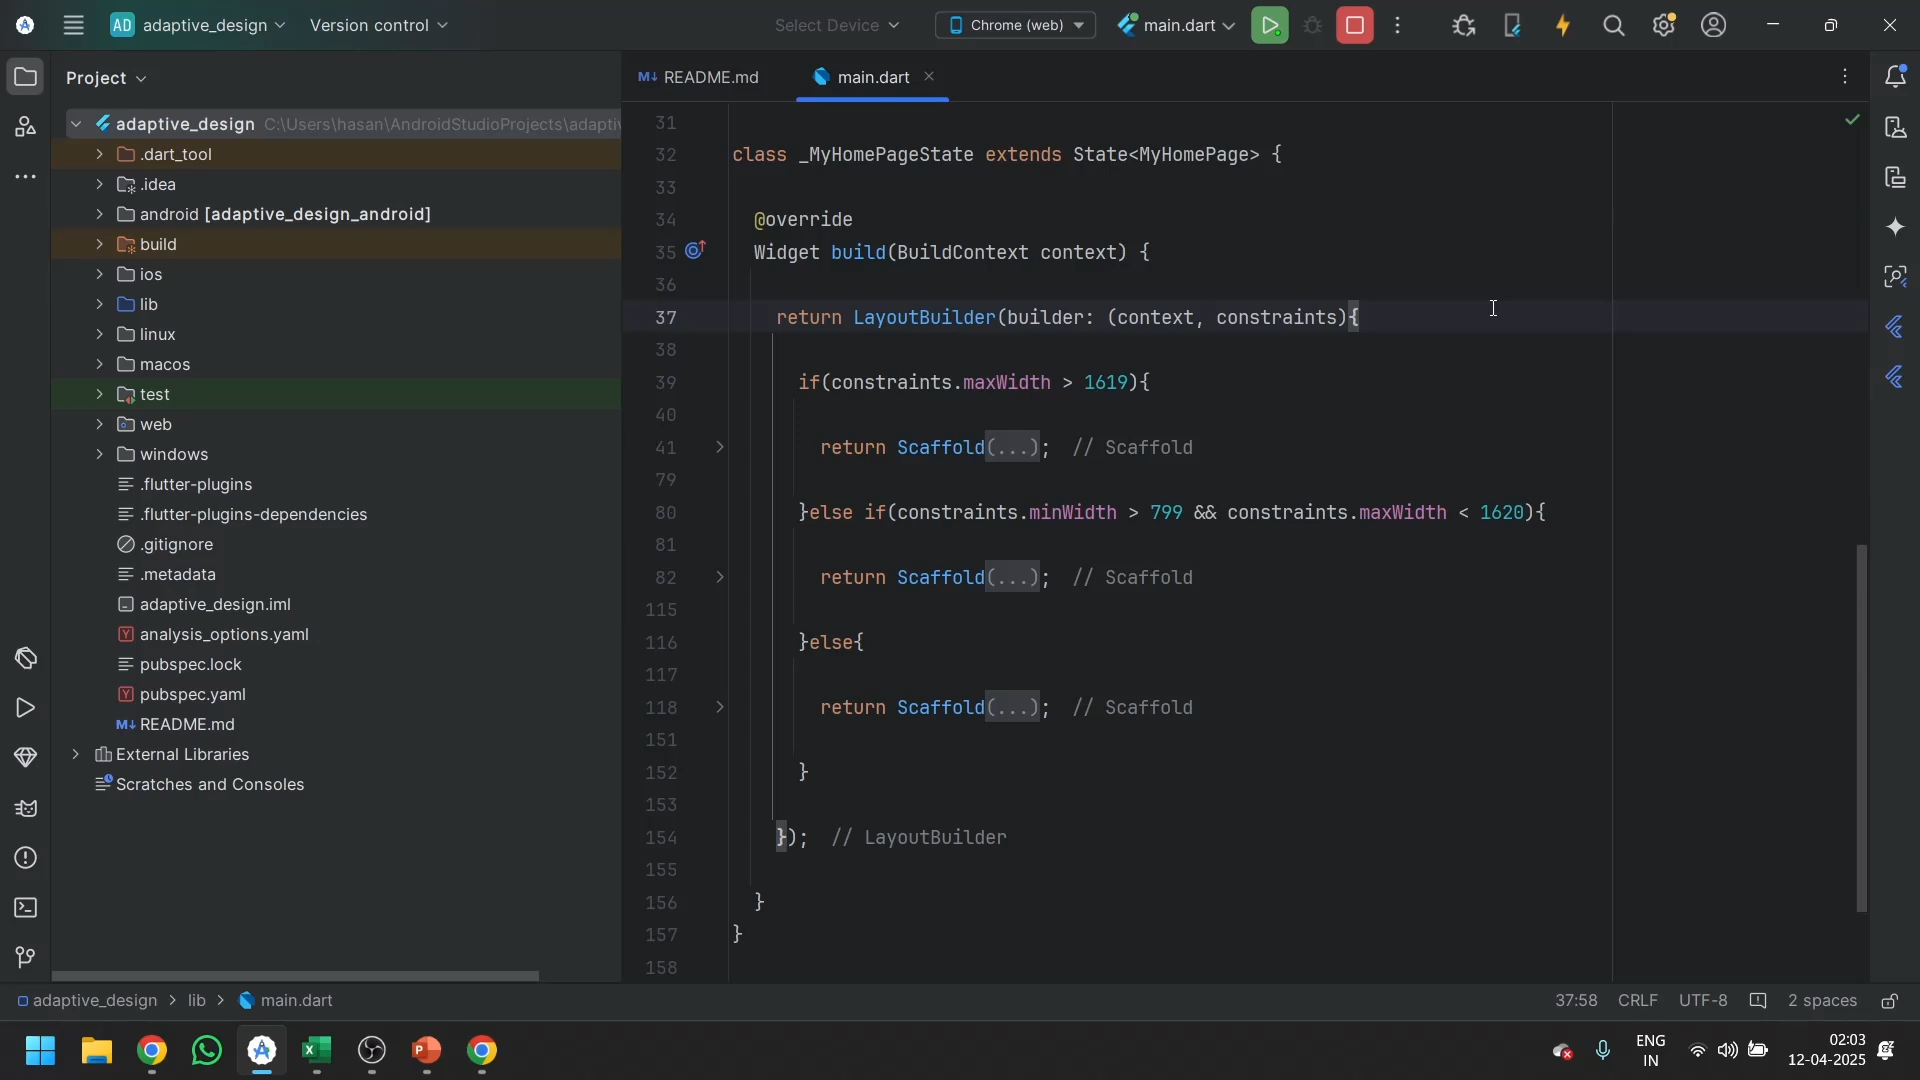 AD adaptive_design
Version control
Select Device
Chrome (web)
main.dart
Project
README.md
main.dart
adaptive_design C:\Users\hasan\AndroidStudioProjects\adapti
.dart_tool
.idea
android [adaptive_design_android]
build
ios
lib
linux
macos
test
web
windows
.flutter-plugins
.flutter-plugins-dependencies
.gitignore
.metadata
adaptive_design.iml
analysis_options.yaml
pubspec.lock
pubspec.yaml
README.md
External Libraries
Scratches and Consoles
31
32 class _MyHomePageState extends State<MyHomePage> {
33
34 @override
35 Widget build(BuildContext context) {
36
37 return LayoutBuilder(builder: (context, constraints){
38
39 if(constraints.maxWidth > 1619){
40
41 return Scaffold(...); // Scaffold
79
80 }else if(constraints.minWidth > 799 && constraints.maxWidth < 1620){
81
82 return Scaffold(...); // Scaffold
115
116 }else{
117
118 return Scaffold(...); // Scaffold
151
152 }
153
154 }); // LayoutBuilder
155
156 }
157 }
158
adaptive_design > lib > main.dart
37:58 CRLF UTF-8 2 spaces
ENG
IN
02:03
12-04-2025